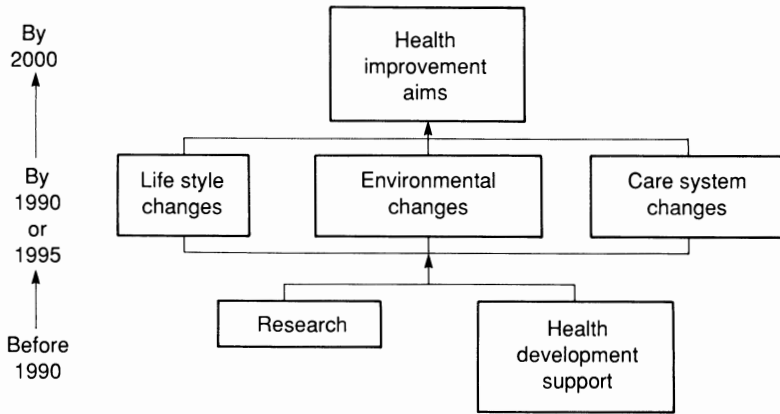 By
2000
Health
improvement
aims
By
1990
or
1995
Life style
changes
Environmental
changes
Care system
changes
Before
1990
Research
Health
development
support